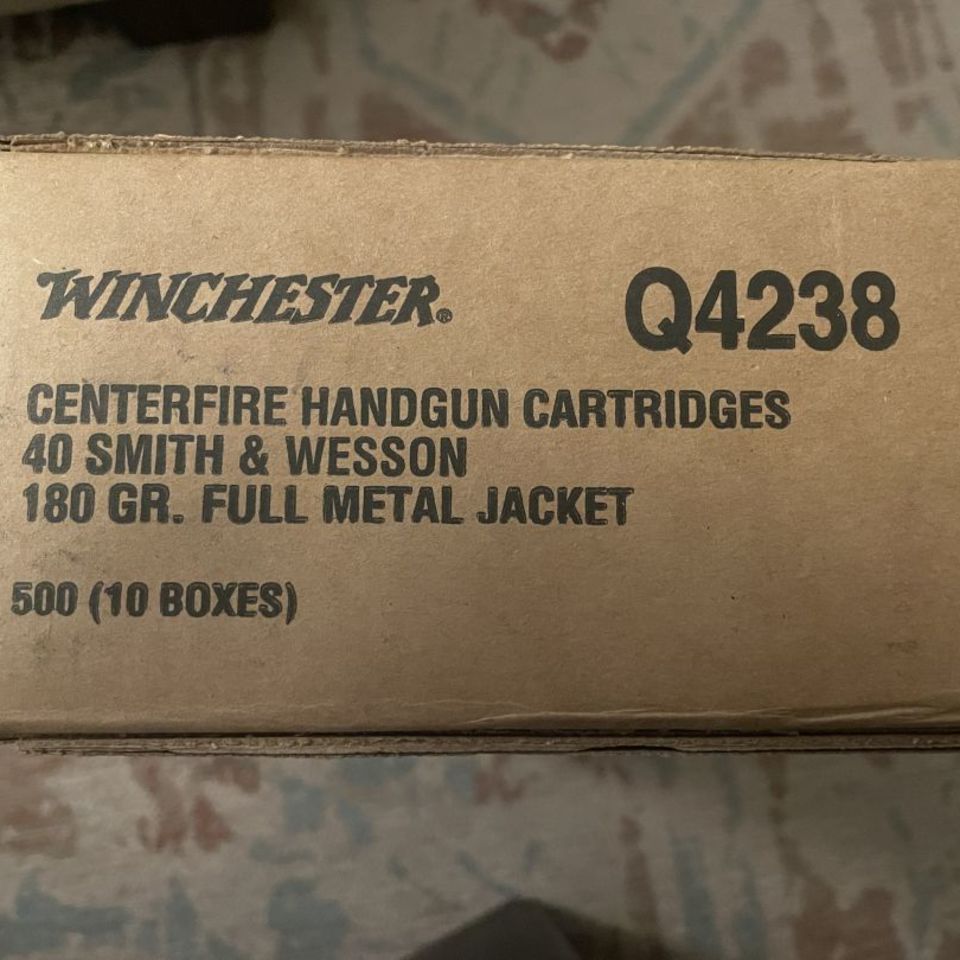 WINCHESTER® Q4238
CENTERFIRE HANDGUN CARTRIDGES
40 SMITH & WESSON
180 GR. FULL METAL JACKET
500 (10 BOXES)